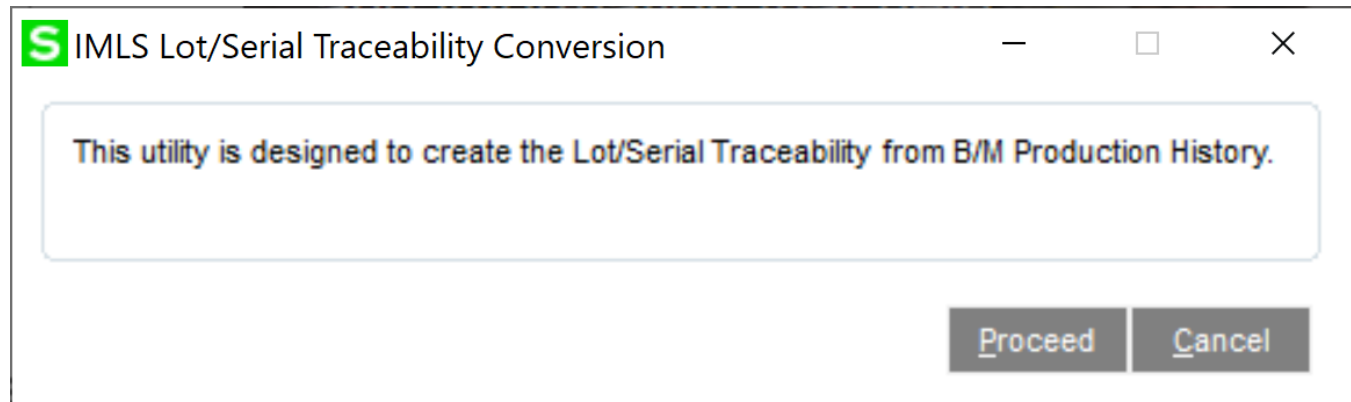 S IMLS Lot/Serial Traceability Conversion
This utility is designed to create the Lot/Serial Traceability from B/M Production History.
Proceed Cancel